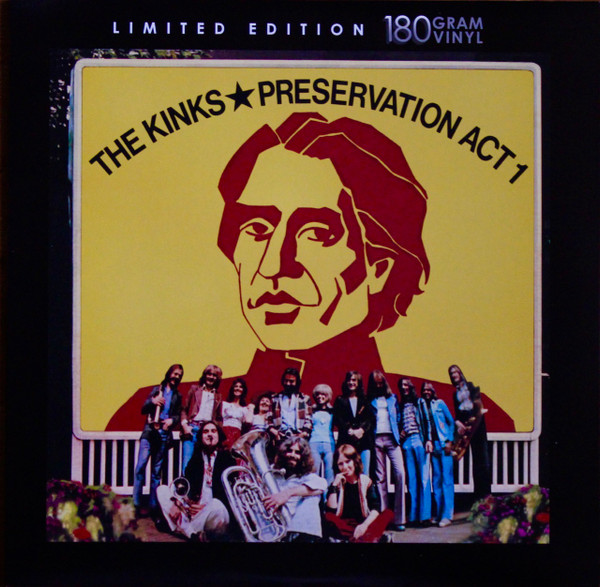 LIMITED EDITION 180 GRAM VINYL
THE KINKS★PRESERVATION ACT 1